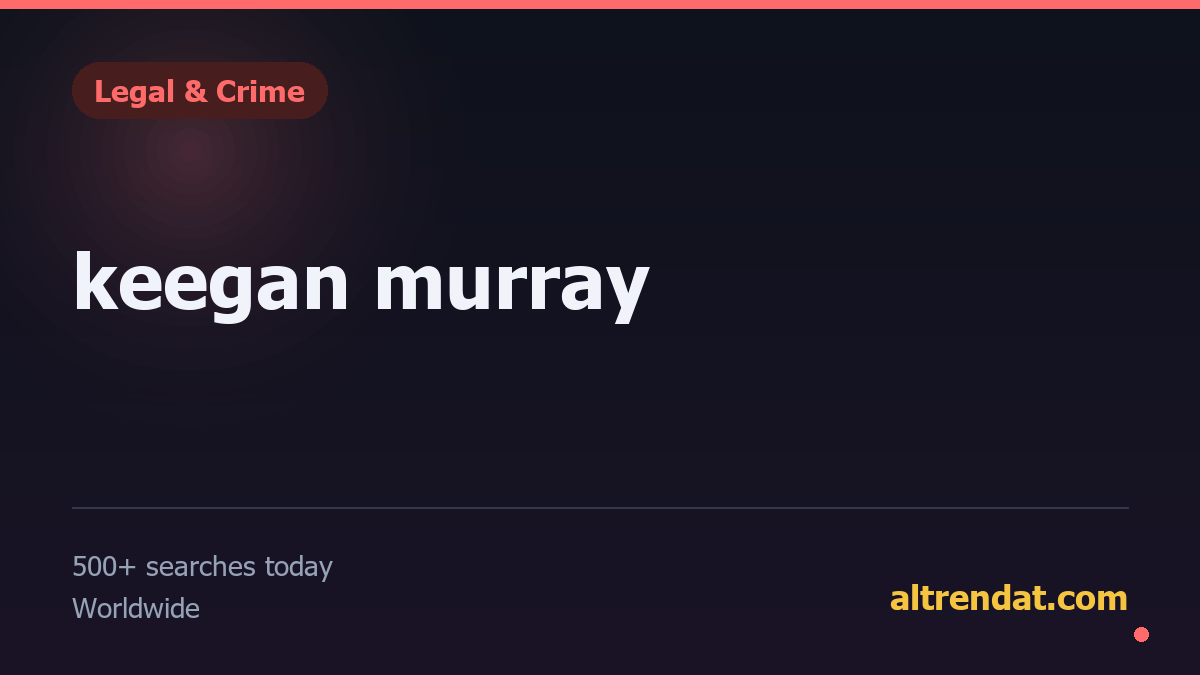 Legal & Crime
keegan murray
500+ searches today
Worldwide
altrendat.com